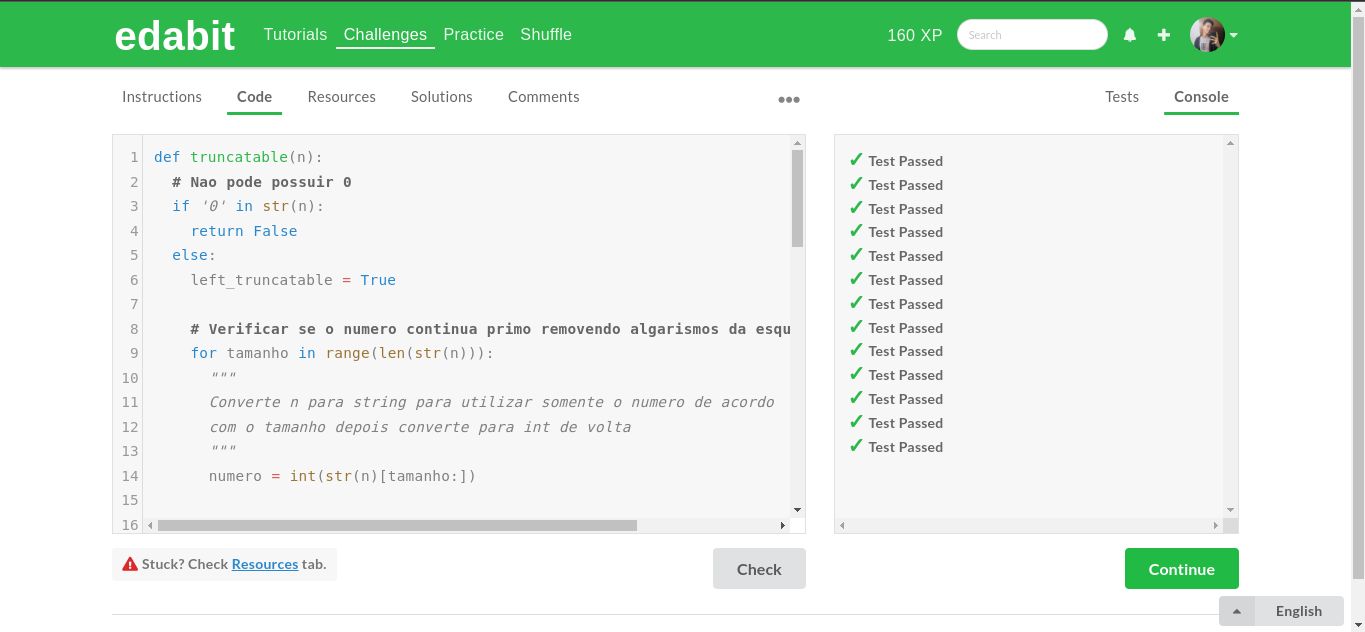 edabit Tutorials Challenges Practice Shuffle 160 XP Search
Instructions Code Resources Solutions Comments ••• Tests Console
1 def truncatable(n):
2 # Nao pode possuir 0
3 if '0' in str(n):
4 return False
5 else:
6 left_truncatable = True
7
8 # Verificar se o numero continua primo removendo algarismos da esqu
9 for tamanho in range(len(str(n))):
10 """
11 Converte n para string para utilizar somente o numero de acordo
12 com o tamanho depois converte para int de volta
13 """
14 numero = int(str(n)[tamanho:])
15
16
✓ Test Passed
✓ Test Passed
✓ Test Passed
✓ Test Passed
✓ Test Passed
✓ Test Passed
✓ Test Passed
✓ Test Passed
✓ Test Passed
✓ Test Passed
✓ Test Passed
✓ Test Passed
✓ Test Passed
Stuck? Check Resources tab.
Check
Continue
English